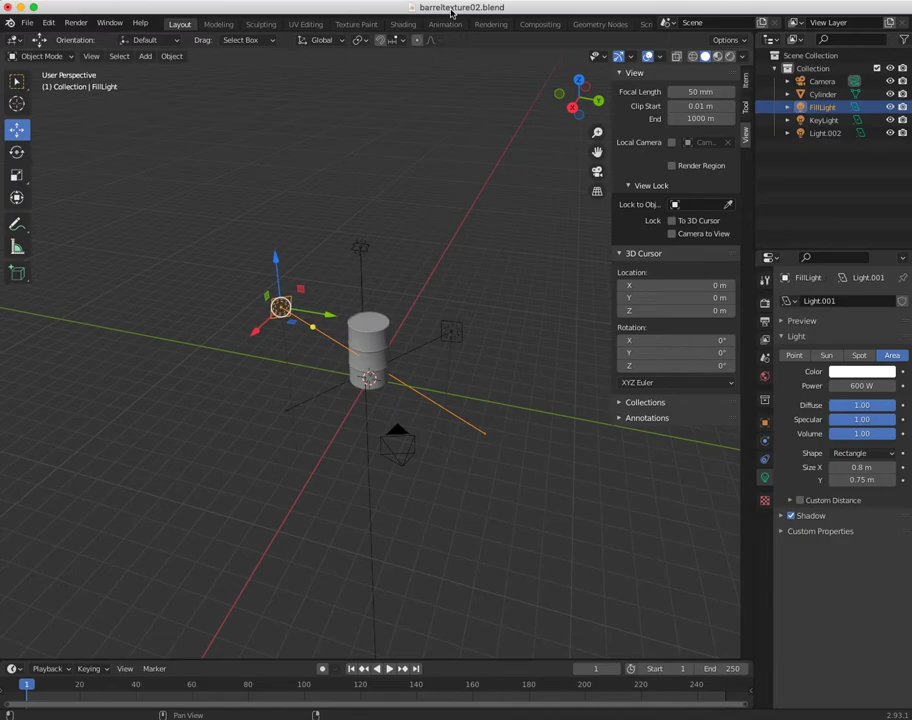 barreltexture02.blend
File Edit Render Window Help Layout Modeling Sculpting UV Editing Texture Paint Shading Animation Rendering Compositing Geometry Nodes Scr Scene View Layer
Orientation: Default Drag: Select Box Global Options
Object Mode View Select Add Object
User Perspective
(1) Collection | FillLight
Z
Y
X
View
Focal Length 50 mm
Clip Start 0.01 m
End 1000 m
Local Camera Cam...
Render Region
View Lock
Lock to Obj...
Lock To 3D Cursor
Camera to View
3D Cursor
Location:
X 0 m
Y 0 m
Z 0 m
Rotation:
X 0°
Y 0°
Z 0°
XYZ Euler
Collections
Annotations
Item
Tool
View
Scene Collection
Collection
Camera
Cylinder
FillLight
KeyLight
Light.002
FillLight Light.001
Light.001
Preview
Light
Point Sun Spot Area
Color
Power 600 W
Diffuse 1.00
Specular 1.00
Volume 1.00
Shape Rectangle
Size X 0.8 m
Y 0.75 m
Custom Distance
Shadow
Custom Properties
Playback Keying View Marker 1 Start 1 End 250
1 20 40 60 80 100 120 140 160 180 200 220 240
Pan View 2.93.1